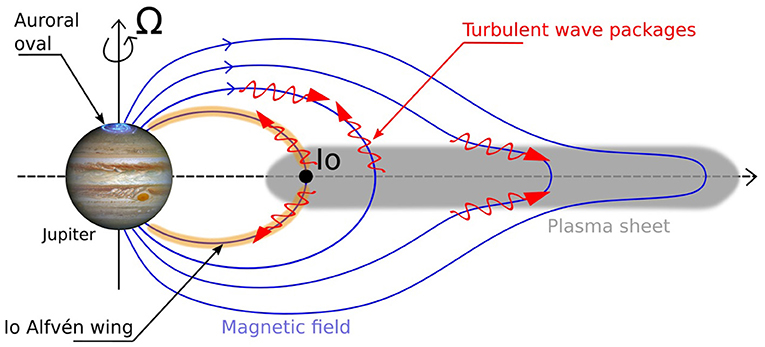 Auroral
oval
Ω
Turbulent wave packages
Io
Plasma sheet
Jupiter
Io Alfvén wing
Magnetic field